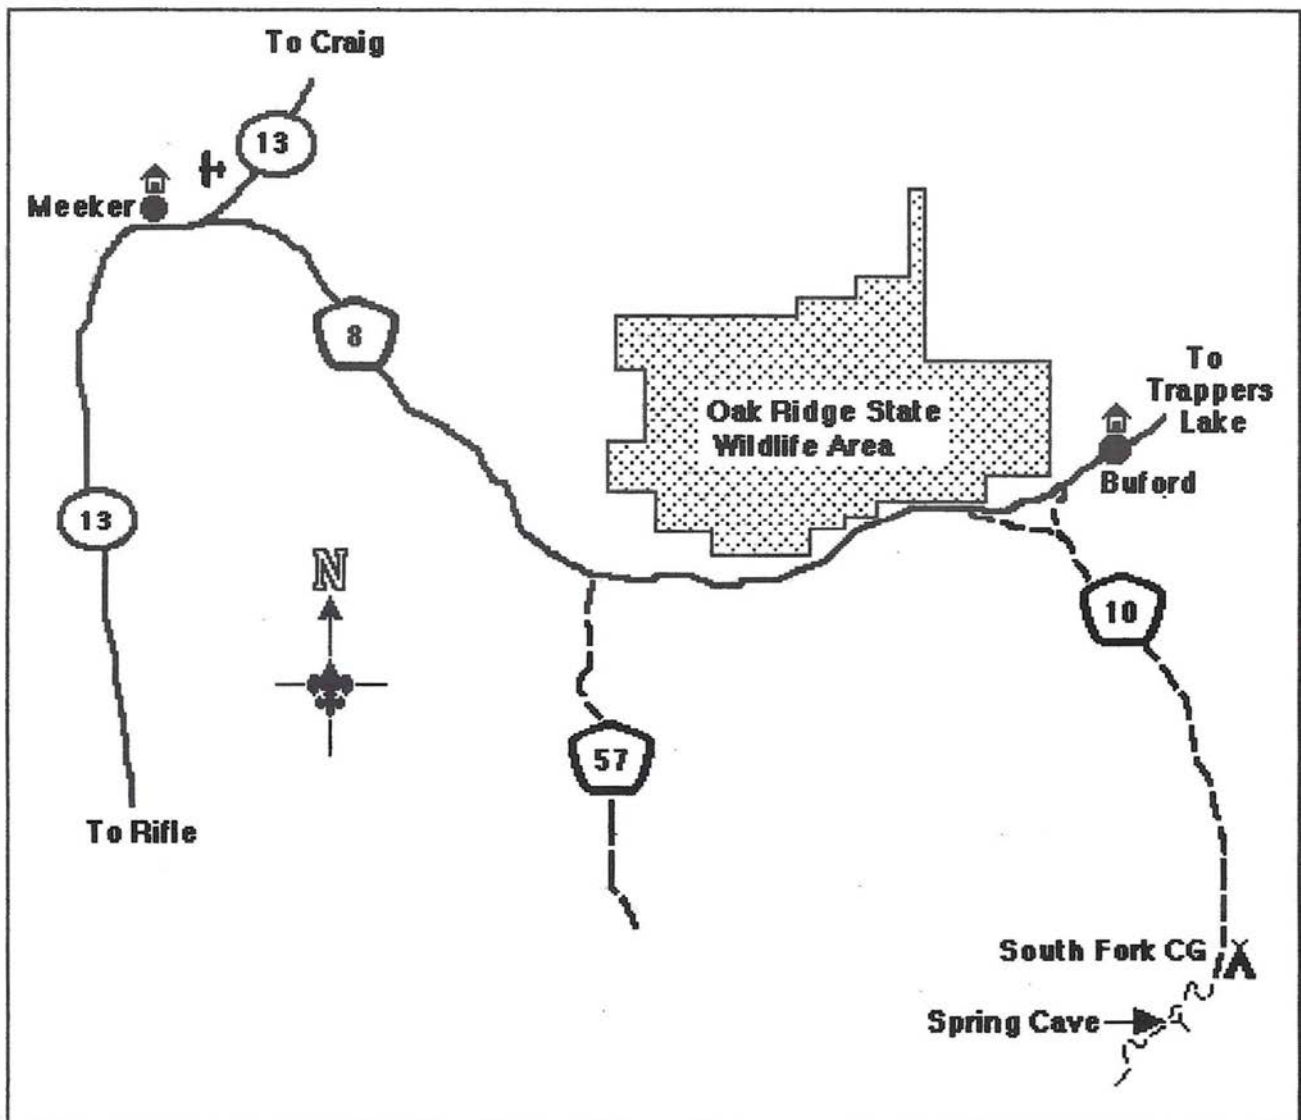 To Craig
13
Meeker
8
To
Trappers
Lake
Oak Ridge State
Wildlife Area
Buford
13
N
10
57
To Rifle
South Fork CG
Spring Cave